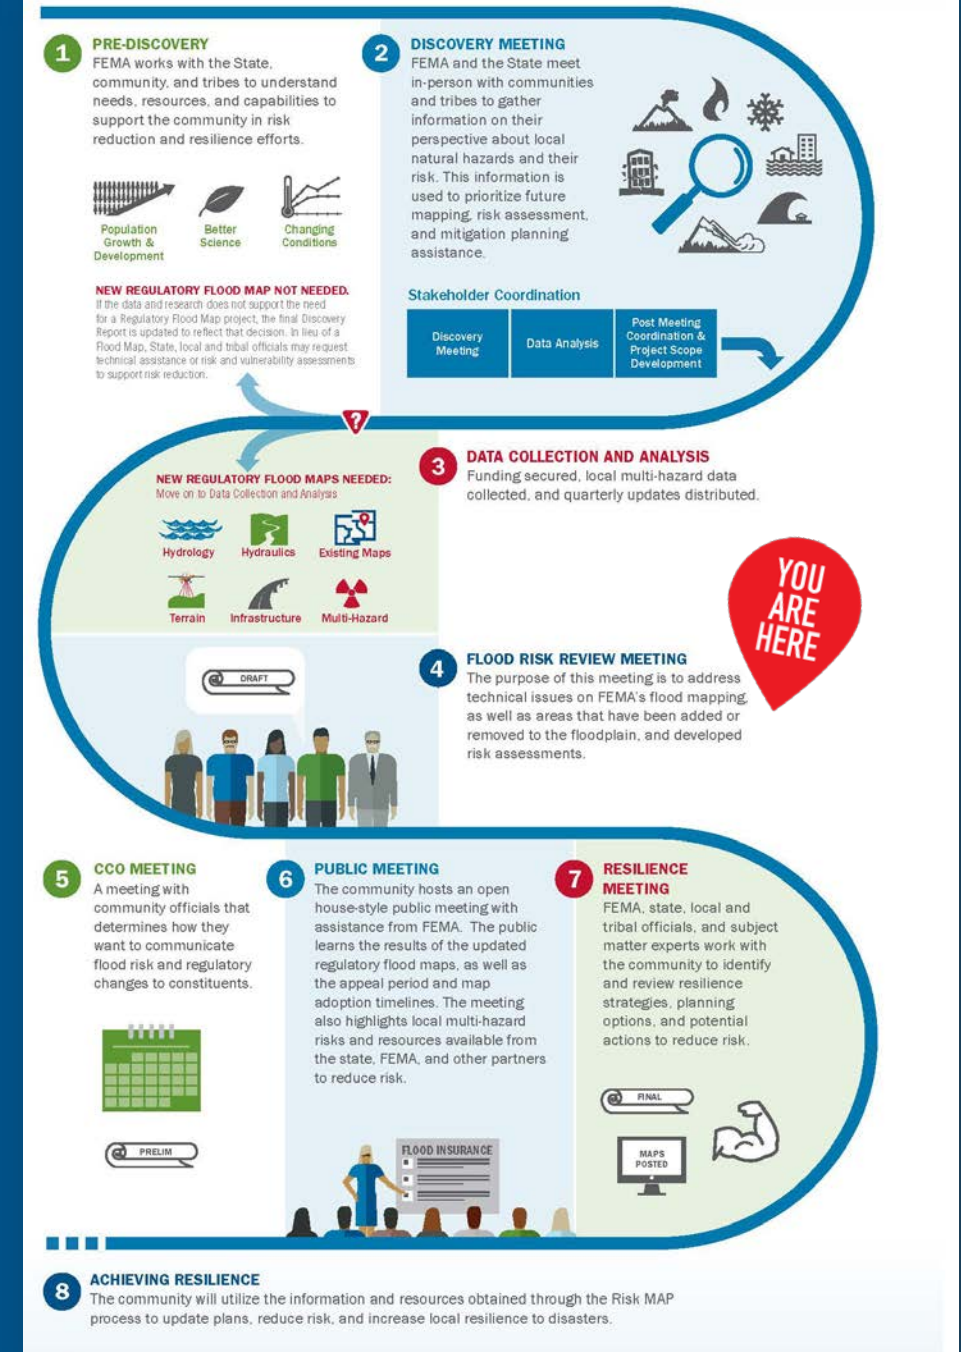 1
PRE-DISCOVERY
FEMA works with the State,
community, and tribes to understand
needs, resources, and capabilities to
support the community in risk
reduction and resilience efforts.
Population
Growth &
Development
Better
Science
Changing
Conditions
NEW REGULATORY FLOOD MAP NOT NEEDED.
If the data and research does not support the need
for a Regulatory Flood Map project, the final Discovery
Report is updated to reflect that decision. In lieu of a
Flood Map, State, local and tribal officials may request
technical assistance or risk and vulnerability assessments
to support risk reduction.
2
DISCOVERY MEETING
FEMA and the State meet
in-person with communities
and tribes to gather
information on their
perspective about local
natural hazards and their
risk. This information is
used to prioritize future
mapping, risk assessment,
and mitigation planning
assistance.
Stakeholder Coordination
Discovery
Meeting
Data Analysis
Post Meeting
Coordination &
Project Scope
Development
?
NEW REGULATORY FLOOD MAPS NEEDED:
Move on to Data Collection and Analysis
Hydrology
Hydraulics
Existing Maps
Terrain
Infrastructure
Multi-Hazard
3
DATA COLLECTION AND ANALYSIS
Funding secured, local multi-hazard data
collected, and quarterly updates distributed.
YOU
ARE
HERE
DRAFT
4
FLOOD RISK REVIEW MEETING
The purpose of this meeting is to address
technical issues on FEMA's flood mapping,
as well as areas that have been added or
removed to the floodplain, and developed
risk assessments.
5
CCO MEETING
A meeting with
community officials that
determines how they
want to communicate
flood risk and regulatory
changes to constituents.
PRELIM
6
PUBLIC MEETING
The community hosts an open
house-style public meeting with
assistance from FEMA. The public
learns the results of the updated
regulatory flood maps, as well as
the appeal period and map
adoption timelines. The meeting
also highlights local multi-hazard
risks and resources available from
the state, FEMA, and other partners
to reduce risk.
FLOOD INSURANCE
7
RESILIENCE
MEETING
FEMA, state, local and
tribal officials, and subject
matter experts work with
the community to identify
and review resilience
strategies, planning
options, and potential
actions to reduce risk.
FINAL
MAPS
POSTED
8
ACHIEVING RESILIENCE
The community will utilize the information and resources obtained through the Risk MAP
process to update plans, reduce risk, and increase local resilience to disasters.